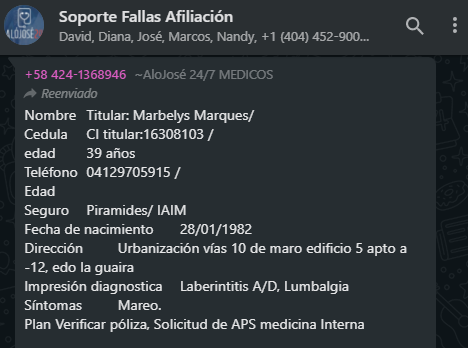 Soporte Fallas Afiliación
David, Diana, José, Marcos, Nandy, +1 (404) 452-900...
ALOJOSÉ
+58 424-1368946 ~AloJosé 24/7 MEDICOS
Reenviado
Nombre Titular: Marbelys Marques/
Cedula CI titular:16308103 /
edad 39 años
Teléfono 04129705915 /
Edad
Seguro Piramides/ IAIM
Fecha de nacimiento 28/01/1982
Dirección Urbanización vías 10 de maro edificio 5 apto a
-12, edo la guaira
Impresión diagnostica Laberintitis A/D, Lumbalgia
Síntomas Mareo.
Plan Verificar póliza, Solicitud de APS medicina Interna